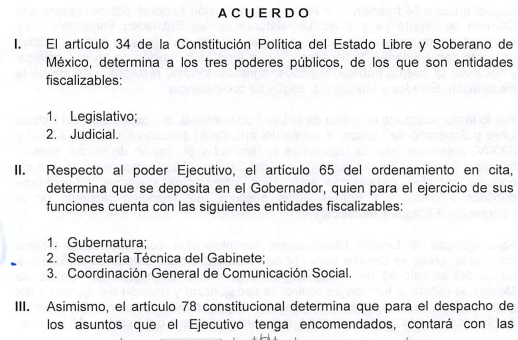 ACUERDO
I. El artículo 34 de la Constitución Política del Estado Libre y Soberano de
México, determina a los tres poderes públicos, de los que son entidades
fiscalizables:
1. Legislativo;
2. Judicial.
II. Respecto al poder Ejecutivo, el artículo 65 del ordenamiento en cita,
determina que se deposita en el Gobernador, quien para el ejercicio de sus
funciones cuenta con las siguientes entidades fiscalizables:
1. Gubernatura;
2. Secretaría Técnica del Gabinete;
3. Coordinación General de Comunicación Social.
III. Asimismo, el artículo 78 constitucional determina que para el despacho de
los asuntos que el Ejecutivo tenga encomendados, contará con las